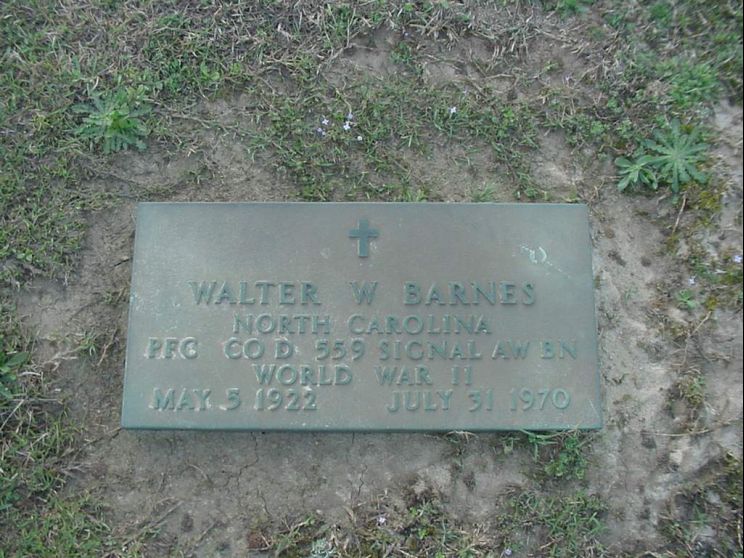 WALTER W BARNES
NORTH CAROLINA
PFC CO D 559 SIGNAL AW BN
WORLD WAR II
MAY 5 1922 JULY 31 1970